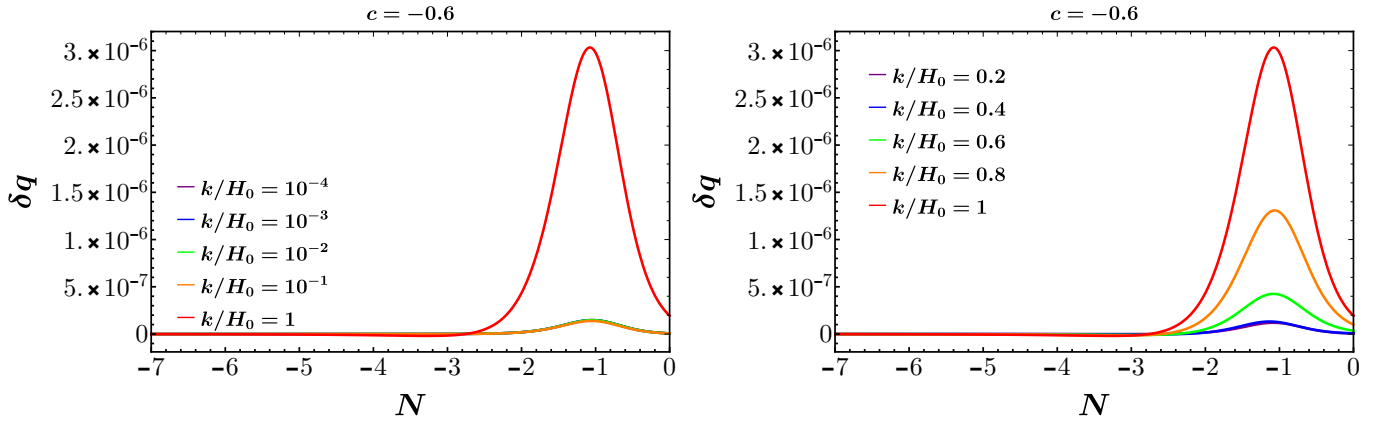 c = −0.6
δq
3. × 10⁻⁶
2.5 × 10⁻⁶
2. × 10⁻⁶
1.5 × 10⁻⁶
1. × 10⁻⁶
5. × 10⁻⁷
0
k/H₀ = 10⁻⁴
k/H₀ = 10⁻³
k/H₀ = 10⁻²
k/H₀ = 10⁻¹
k/H₀ = 1
−7 −6 −5 −4 −3 −2 −1 0
N
c = −0.6
δq
3. × 10⁻⁶
2.5 × 10⁻⁶
2. × 10⁻⁶
1.5 × 10⁻⁶
1. × 10⁻⁶
5. × 10⁻⁷
0
k/H₀ = 0.2
k/H₀ = 0.4
k/H₀ = 0.6
k/H₀ = 0.8
k/H₀ = 1
−7 −6 −5 −4 −3 −2 −1 0
N